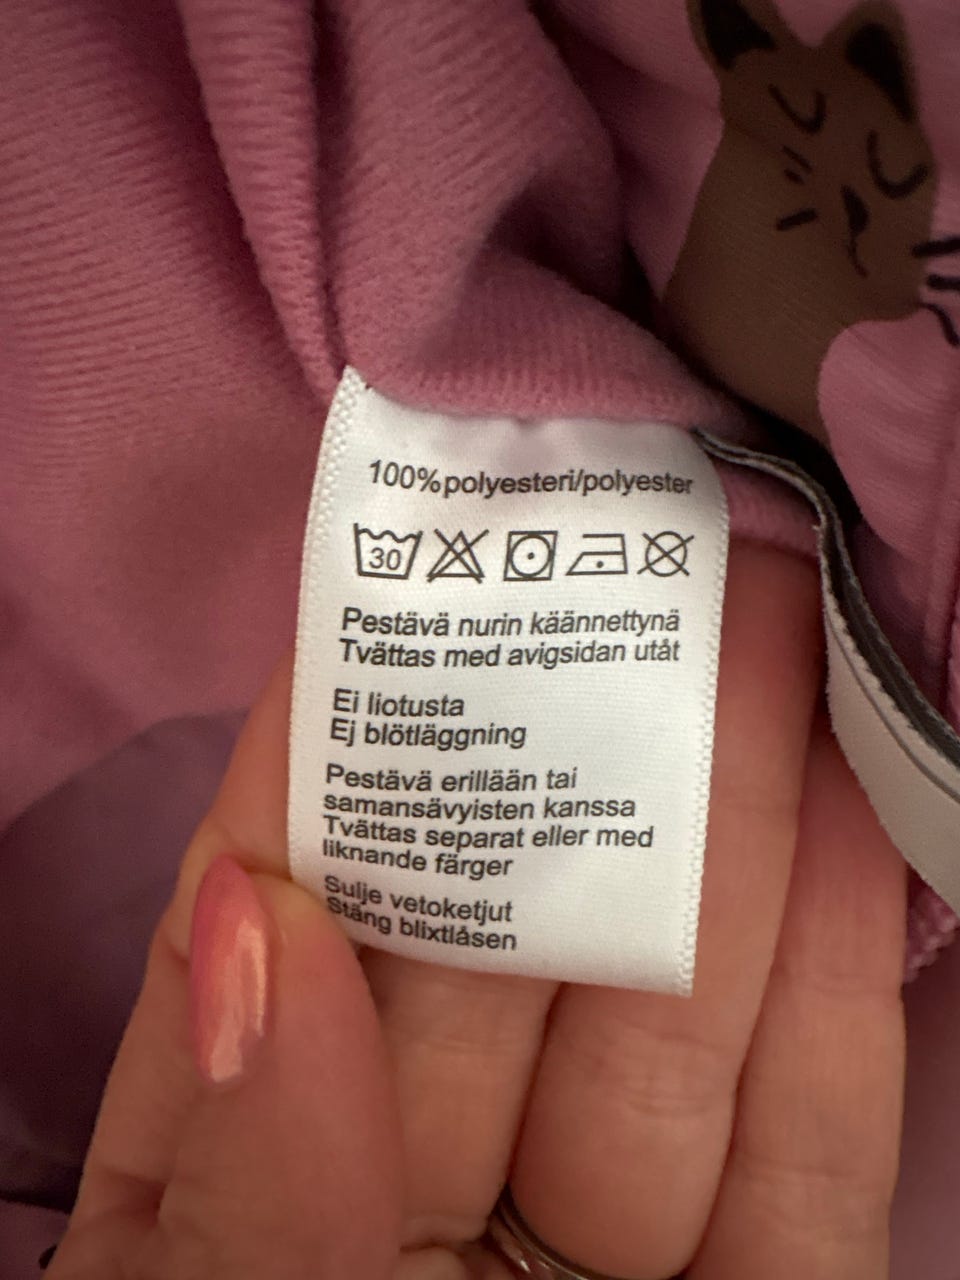 100% polyesteri/polyester
30
Pestävä nurin käännettynä
Tvättas med avigsidan utåt
Ei liotusta
Ej blötläggning
Pestävä erillään tai
samansävyisten kanssa
Tvättas separat eller med
liknande färger
Sulje vetoketjut
Stäng blixtlåsen